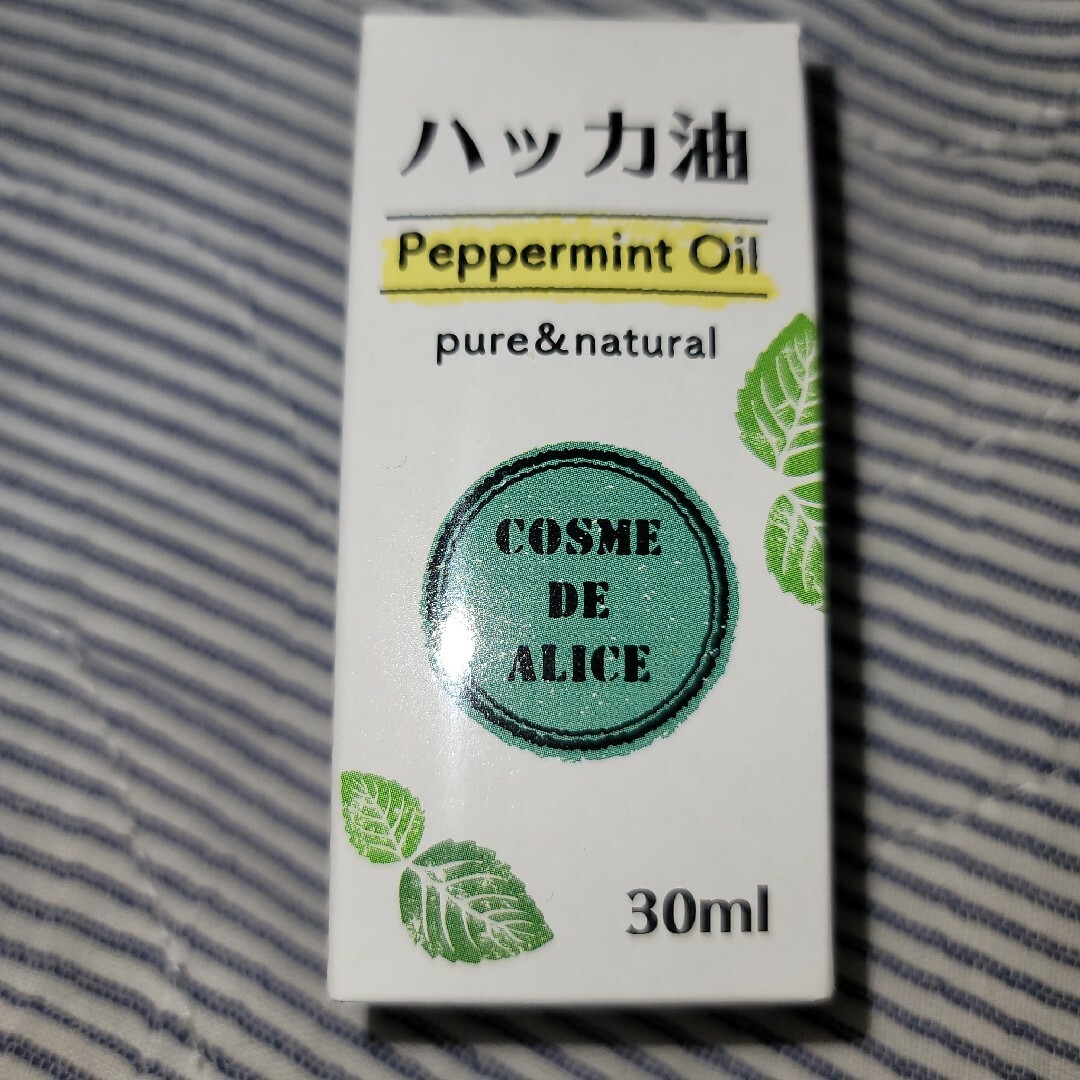 ハッカ油
Peppermint Oil
pure&natural
COSME
DE
ALICE
30ml